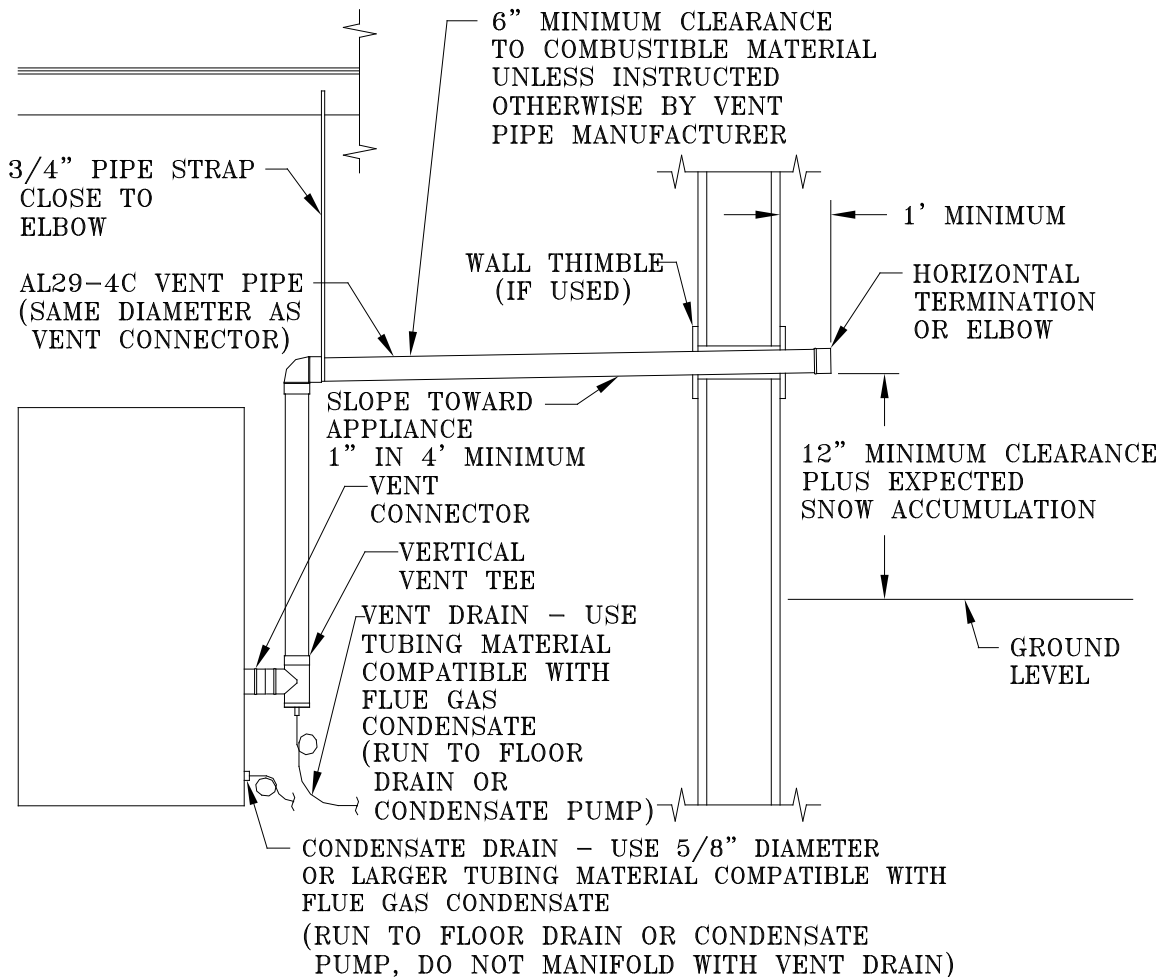 6” MINIMUM CLEARANCE
TO COMBUSTIBLE MATERIAL
UNLESS INSTRUCTED
OTHERWISE BY VENT
PIPE MANUFACTURER
3/4” PIPE STRAP
CLOSE TO
ELBOW
1’ MINIMUM
AL29-4C VENT PIPE
(SAME DIAMETER AS
VENT CONNECTOR)
WALL THIMBLE
(IF USED)
HORIZONTAL
TERMINATION
OR ELBOW
SLOPE TOWARD
APPLIANCE
1” IN 4’ MINIMUM
12” MINIMUM CLEARANCE
PLUS EXPECTED
SNOW ACCUMULATION
VENT
CONNECTOR
VERTICAL
VENT TEE
VENT DRAIN - USE
TUBING MATERIAL
COMPATIBLE WITH
FLUE GAS
CONDENSATE
(RUN TO FLOOR
DRAIN OR
CONDENSATE PUMP)
GROUND
LEVEL
CONDENSATE DRAIN - USE 5/8” DIAMETER
OR LARGER TUBING MATERIAL COMPATIBLE WITH
FLUE GAS CONDENSATE
(RUN TO FLOOR DRAIN OR CONDENSATE
PUMP, DO NOT MANIFOLD WITH VENT DRAIN)